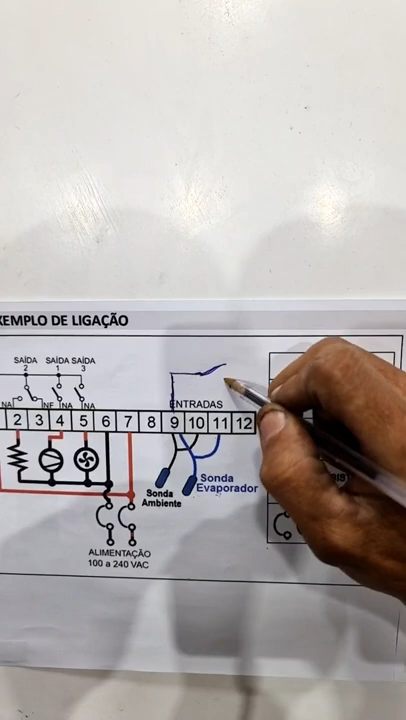 XEMPLO DE LIGAÇÃO
SAÍDA SAÍDA SAÍDA
2 1 3
NA NF NA NA
ENTRADAS
2 3 4 5 6 7 8 9 10 11 12
Sonda
Ambiente
Sonda
Evaporador
ALIMENTAÇÃO
100 a 240 VAC